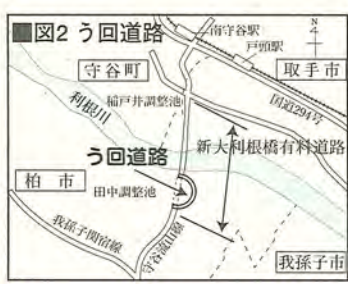 ■図2 う回道路
南守谷駅
戸頭駅
N
4
守谷町
取手市
稲戸井調整池
国道294号
利根川
う回道路
新大利根橋有料道路
柏市
田中調整池
我孫子関宿線
守谷流山線
我孫子市